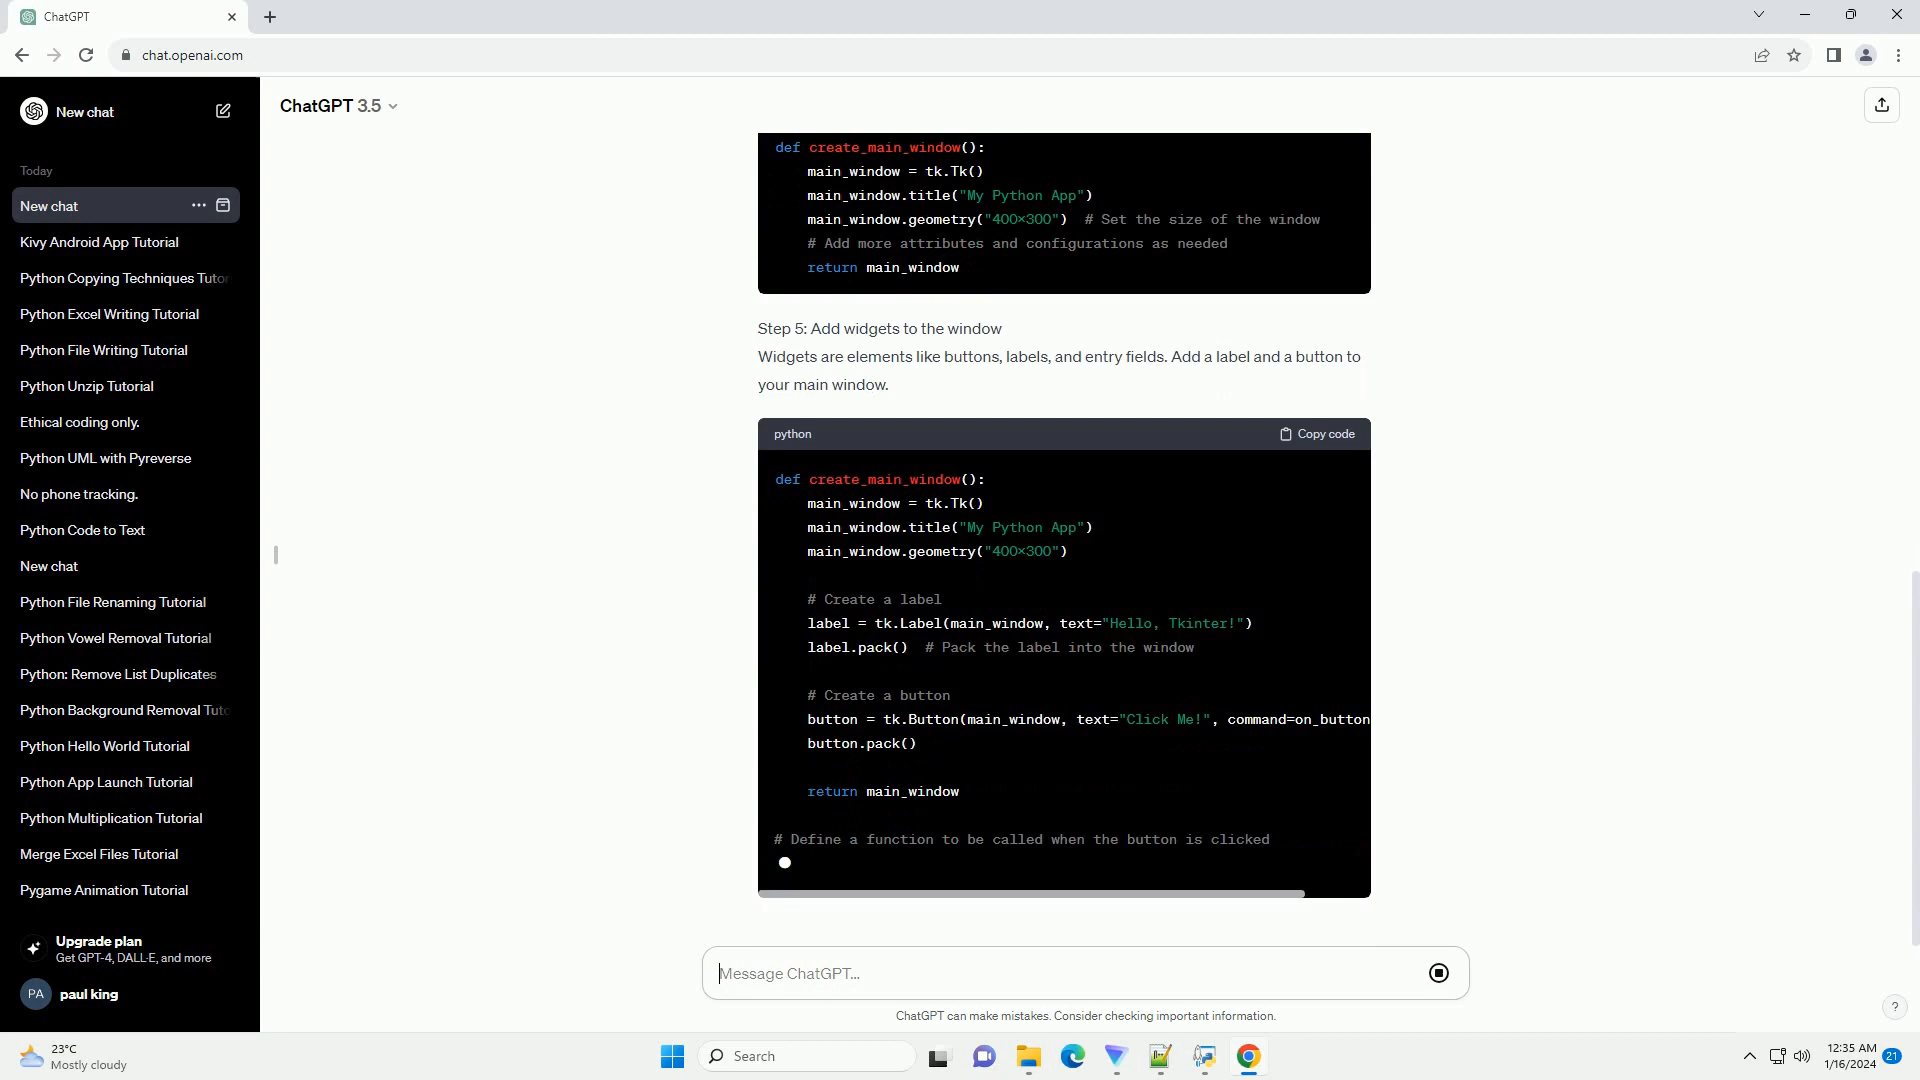 ChatGPT
chat.openai.com
New chat
ChatGPT 3.5
Today
New chat
Kivy Android App Tutorial
Python Copying Techniques Tutor
Python Excel Writing Tutorial
Python File Writing Tutorial
Python Unzip Tutorial
Ethical coding only.
Python UML with Pyreverse
No phone tracking.
Python Code to Text
New chat
Python File Renaming Tutorial
Python Vowel Removal Tutorial
Python: Remove List Duplicates
Python Background Removal Tuto
Python Hello World Tutorial
Python App Launch Tutorial
Python Multiplication Tutorial
Merge Excel Files Tutorial
Pygame Animation Tutorial
Upgrade plan
Get GPT-4, DALL·E, and more
PA paul king
def create_main_window():
main_window = tk.Tk()
main_window.title("My Python App")
main_window.geometry("400x300")  # Set the size of the window
# Add more attributes and configurations as needed
return main_window
Step 5: Add widgets to the window
Widgets are elements like buttons, labels, and entry fields. Add a label and a button to
your main window.
python Copy code
def create_main_window():
main_window = tk.Tk()
main_window.title("My Python App")
main_window.geometry("400x300")
# Create a label
label = tk.Label(main_window, text="Hello, Tkinter!")
label.pack()  # Pack the label into the window
# Create a button
button = tk.Button(main_window, text="Click Me!", command=on_button
button.pack()
return main_window
# Define a function to be called when the button is clicked
Message ChatGPT...
ChatGPT can make mistakes. Consider checking important information.
?
23°C
Mostly cloudy
Search
12:35 AM
1/16/2024
21